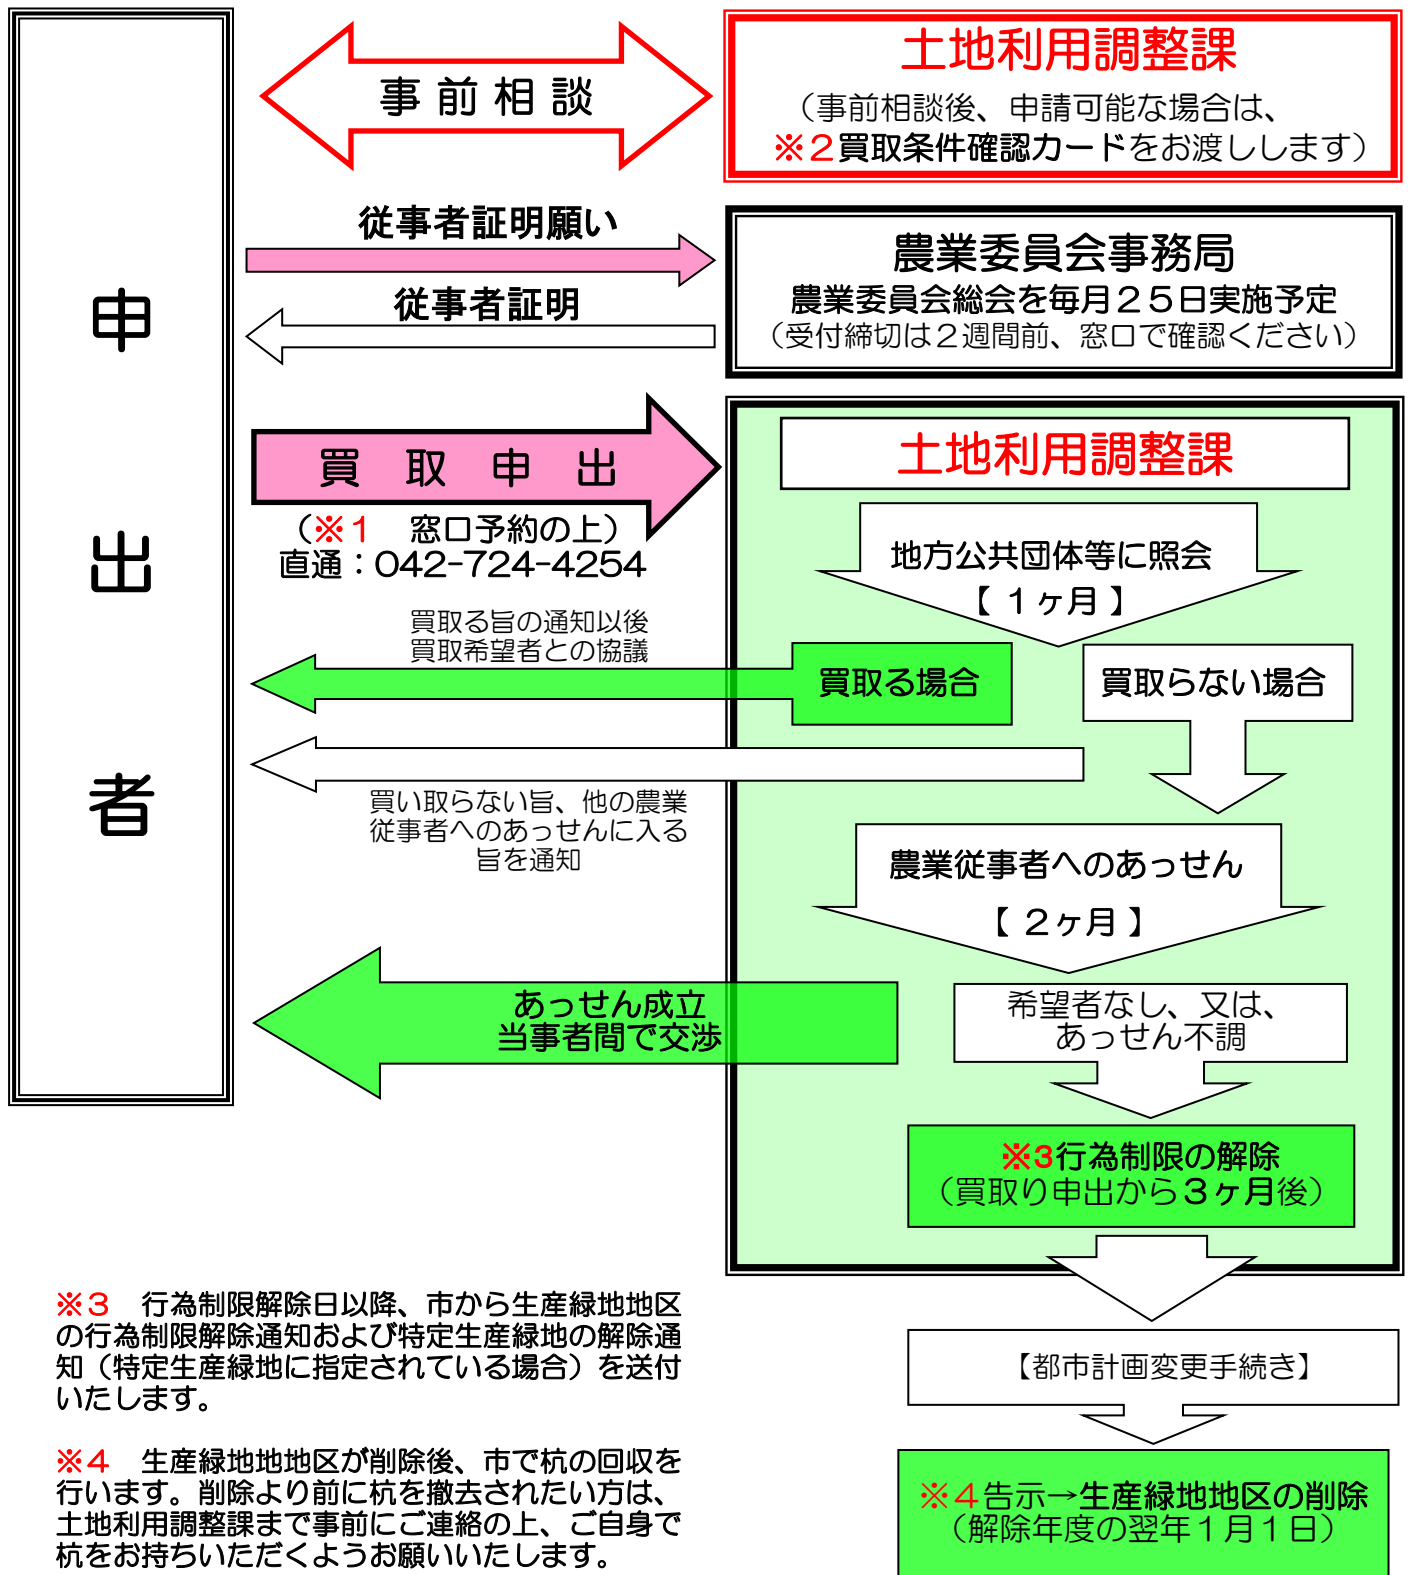 申出者
事前相談
土地利用調整課
（事前相談後、申請可能な場合は、
※２買取条件確認カードをお渡しします）
従事者証明願い
従事者証明
農業委員会事務局
農業委員会総会を毎月２５日実施予定
（受付締切は２週間前、窓口で確認ください）
買　取　申　出
（※１　窓口予約の上）
直通：042-724-4254
土地利用調整課
地方公共団体等に照会
【 １ヶ月 】
買取る旨の通知以後
買取希望者との協議
買取る場合
買取らない場合
買い取らない旨、他の農業
従事者へのあっせんに入る
旨を通知
農業従事者へのあっせん
【 ２ヶ月 】
あっせん成立
当事者間で交渉
希望者なし、又は、
あっせん不調
※3行為制限の解除
（買取り申出から３ヶ月後）
【都市計画変更手続き】
※４告示→生産緑地地区の削除
（解除年度の翌年１月１日）
※３　行為制限解除日以降、市から生産緑地地区
の行為制限解除通知および特定生産緑地の解除通
知（特定生産緑地に指定されている場合）を送付
いたします。
※４　生産緑地地地区が削除後、市で杭の回収を
行います。削除より前に杭を撤去されたい方は、
土地利用調整課まで事前にご連絡の上、ご自身で
杭をお持ちいただくようお願いいたします。